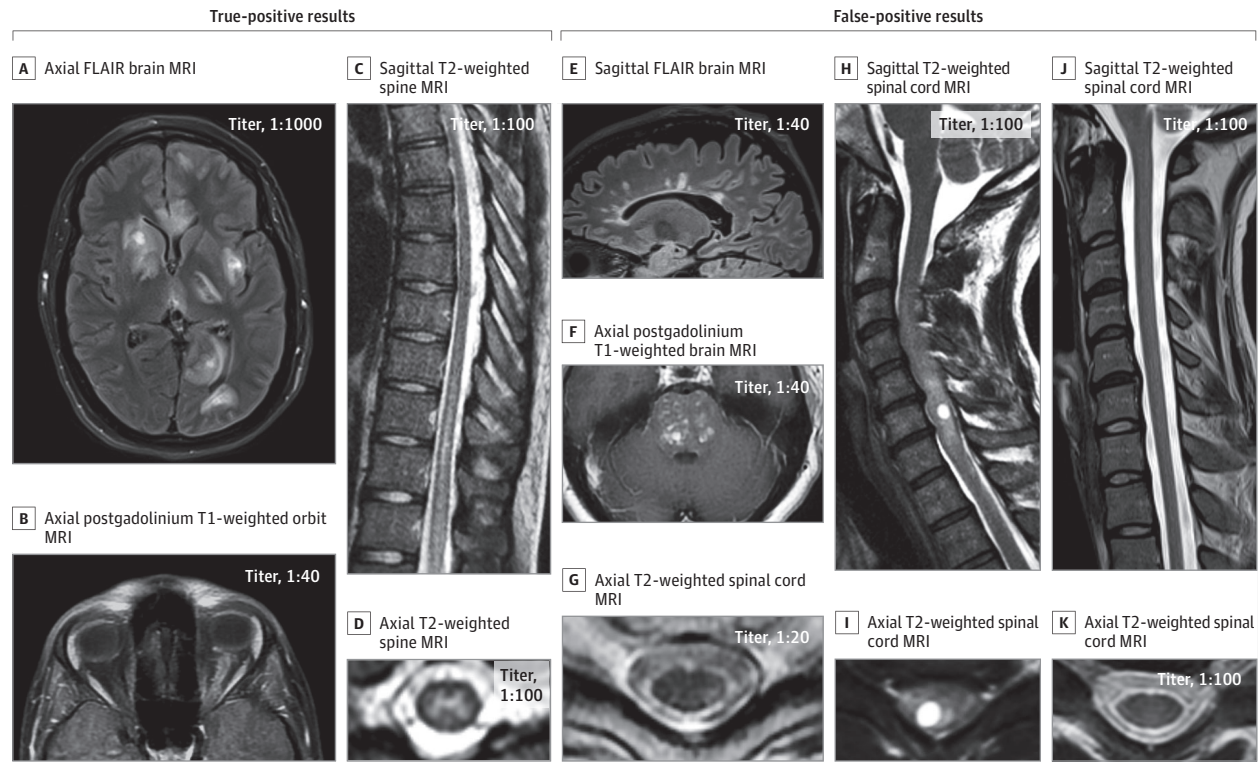 True-positive results
False-positive results
A Axial FLAIR brain MRI
Titer, 1:1000
B Axial postgadolinium T1-weighted orbit
MRI
Titer, 1:40
C Sagittal T2-weighted
spine MRI
Titer, 1:100
D Axial T2-weighted
spine MRI
Titer,
1:100
E Sagittal FLAIR brain MRI
Titer, 1:40
F Axial postgadolinium
T1-weighted brain MRI
Titer, 1:40
G Axial T2-weighted spinal cord
MRI
Titer, 1:20
H Sagittal T2-weighted
spinal cord MRI
Titer, 1:100
I Axial T2-weighted spinal
cord MRI
J Sagittal T2-weighted
spinal cord MRI
Titer, 1:100
K Axial T2-weighted spinal
cord MRI
Titer, 1:100